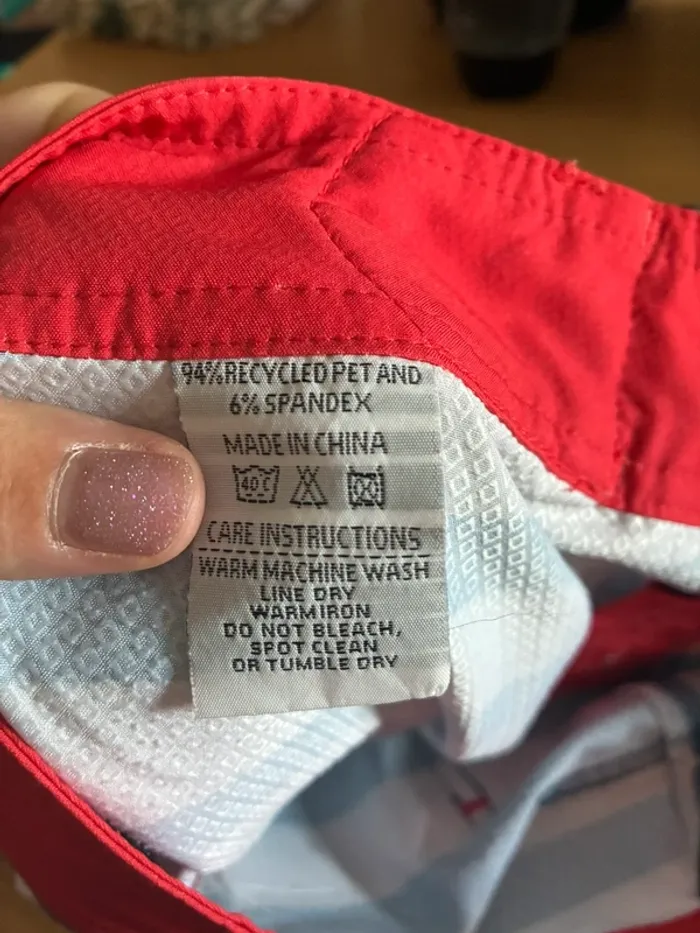 94%RECYCLED PET AND
6% SPANDEX
MADE IN CHINA
40C
CARE INSTRUCTIONS
WARM MACHINE WASH
LINE DRY
WARM IRON
DO NOT BLEACH,
SPOT CLEAN
OR TUMBLE DRY